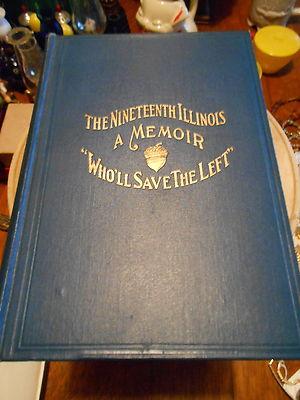 THE NINETEENTH ILLINOIS
A MEMOIR
"WHO'LL SAVE THE LEFT"